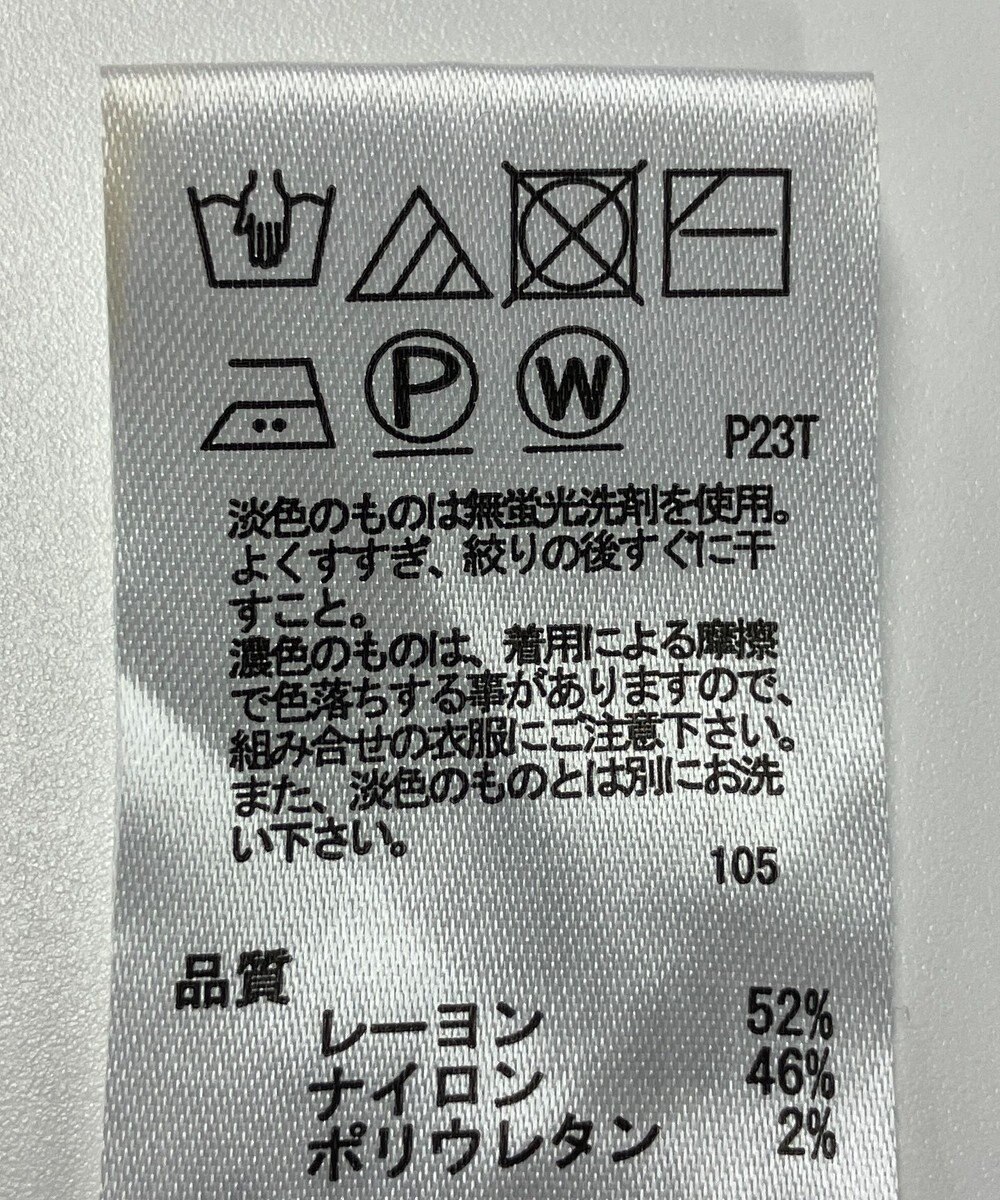 P
W
P23T
淡色のものは無蛍光洗剤を使用。
よくすすぎ、絞りの後すぐに干
すこと。
濃色のものは、着用による摩擦
で色落ちする事がありますので、
組み合せの衣服にご注意下さい。
また、淡色のものとは別にお洗
い下さい。
105
品質
レーヨン 52%
ナイロン 46%
ポリウレタン 2%